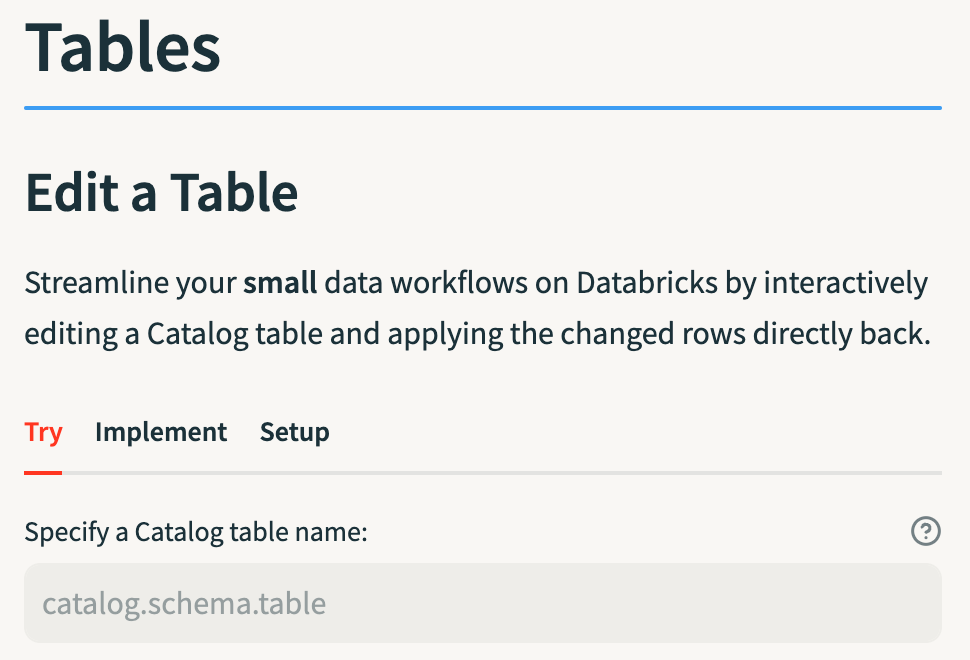 Tables
Edit a Table
Streamline your small data workflows on Databricks by interactively
editing a Catalog table and applying the changed rows directly back.
Try Implement Setup
Specify a Catalog table name:
catalog.schema.table